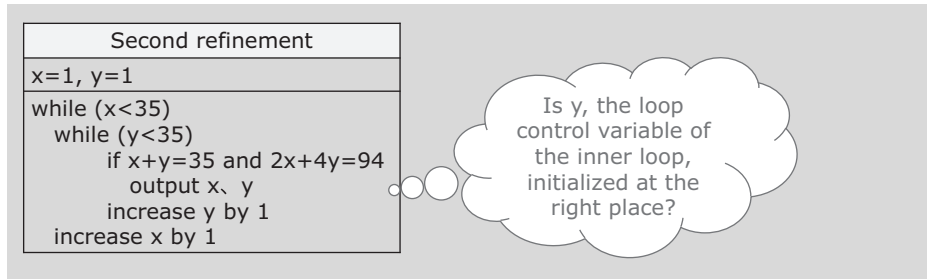 Second refinement
x=1, y=1
while (x<35)
while (y<35)
if x+y=35 and 2x+4y=94
output x、y
increase y by 1
increase x by 1
Is y, the loop
control variable of
the inner loop,
initialized at the
right place?